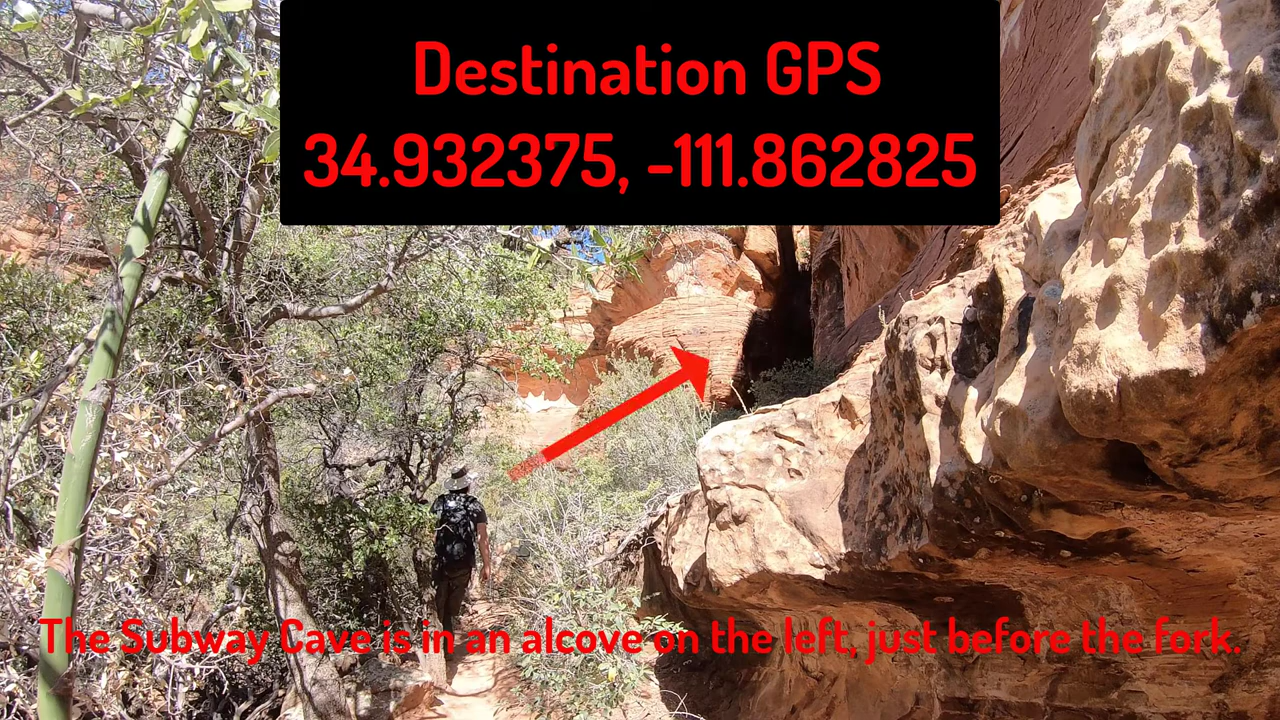 Destination GPS
34.932375, -111.862825
The Subway Cave is in an alcove on the left, just before the fork.